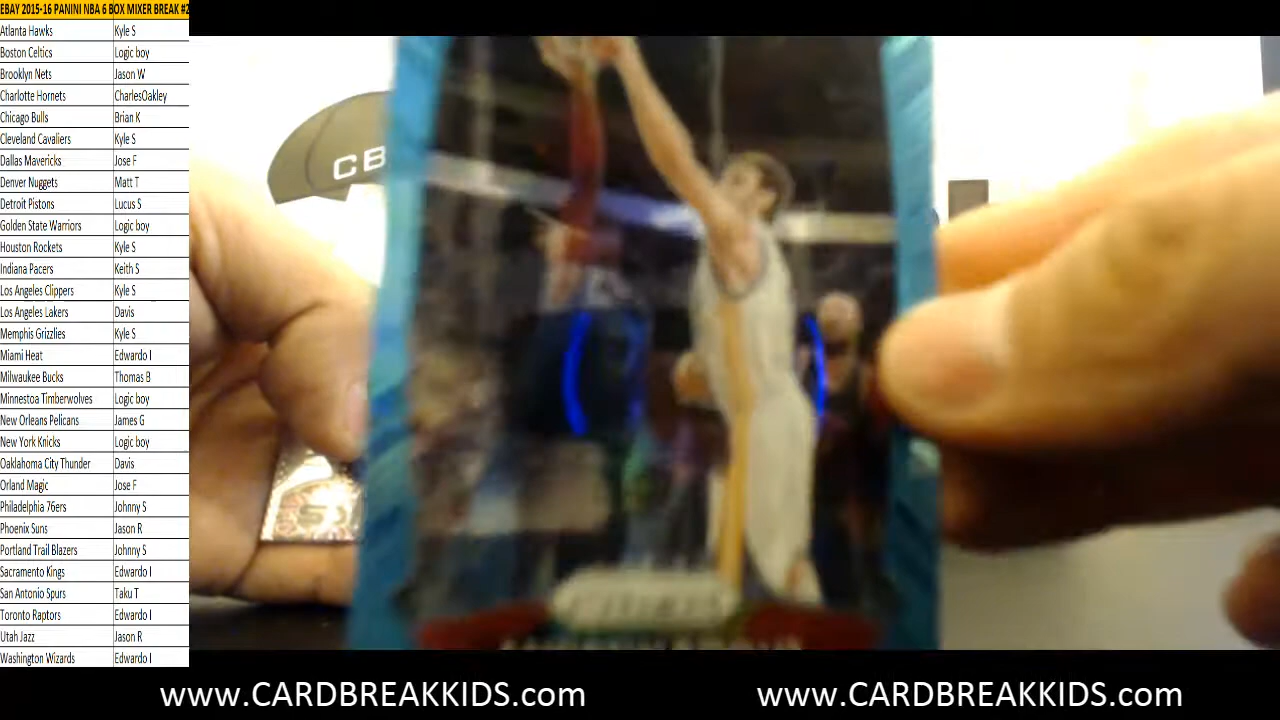 EBAY 2015-16 PANINI NBA 6 BOX MIXER BREAK #2
Atlanta Hawks Kyle S
Boston Celtics Logic boy
Brooklyn Nets Jason W
Charlotte Hornets CharlesOakley
Chicago Bulls Brian K
Cleveland Cavaliers Kyle S
Dallas Mavericks Jose F
Denver Nuggets Matt T
Detroit Pistons Lucus S
Golden State Warriors Logic boy
Houston Rockets Kyle S
Indiana Pacers Keith S
Los Angeles Clippers Kyle S
Los Angeles Lakers Davis
Memphis Grizzlies Kyle S
Miami Heat Edwardo I
Milwaukee Bucks Thomas B
Minnestoa Timberwolves Logic boy
New Orleans Pelicans James G
New York Knicks Logic boy
Oaklahoma City Thunder Davis
Orland Magic Jose F
Philadelphia 76ers Johnny S
Phoenix Suns Jason R
Portland Trail Blazers Johnny S
Sacramento Kings Edwardo I
San Antonio Spurs Taku T
Toronto Raptors Edwardo I
Utah Jazz Jason R
Washington Wizards Edwardo I
CB
www.CARDBREAKKIDS.com www.CARDBREAKKIDS.com